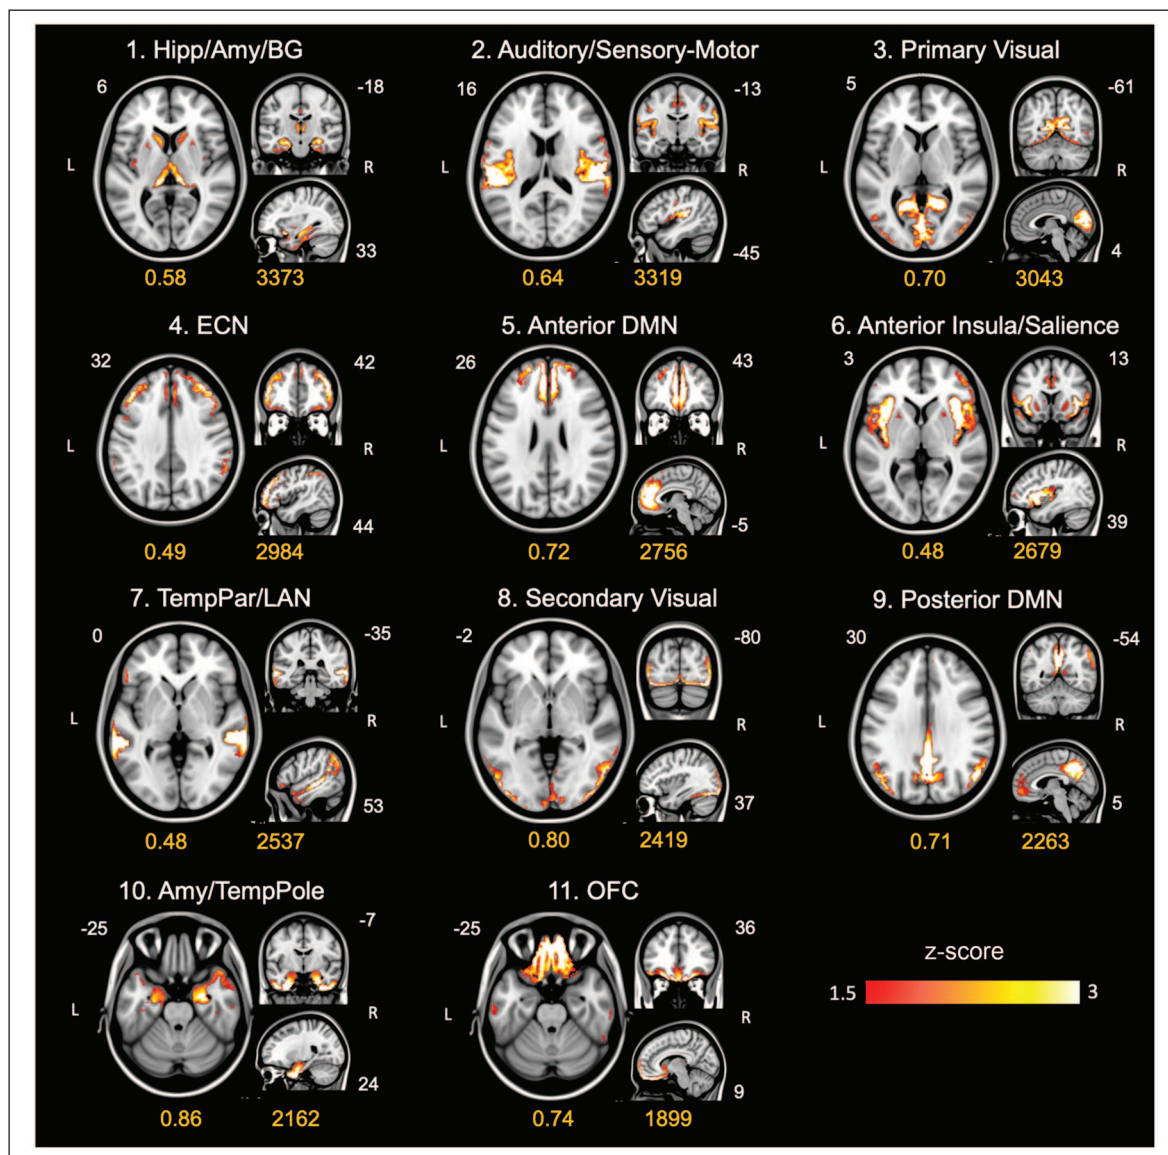 1. Hipp/Amy/BG
6
-18
L
R
33
0.58
3373
2. Auditory/Sensory-Motor
16
-13
L
R
-45
0.64
3319
3. Primary Visual
5
-61
L
R
4
0.70
3043
4. ECN
32
42
L
R
44
0.49
2984
5. Anterior DMN
26
43
L
R
-5
0.72
2756
6. Anterior Insula/Salience
3
13
L
R
39
0.48
2679
7. TempPar/LAN
0
-35
L
R
53
0.48
2537
8. Secondary Visual
-2
-80
L
R
37
0.80
2419
9. Posterior DMN
30
-54
L
R
5
0.71
2263
10. Amy/TempPole
-25
-7
L
R
24
0.86
2162
11. OFC
-25
36
L
R
9
0.74
1899
z-score
1.5
3